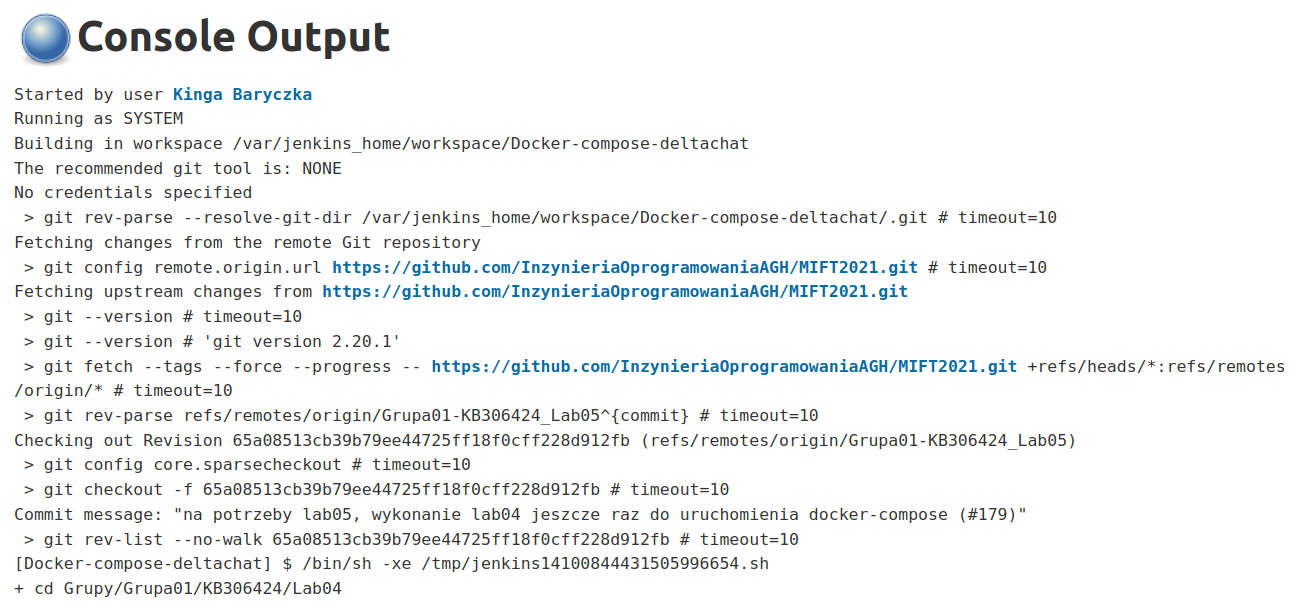 Console Output
Started by user Kinga Baryczka
Running as SYSTEM
Building in workspace /var/jenkins_home/workspace/Docker-compose-deltachat
The recommended git tool is: NONE
No credentials specified
 > git rev-parse --resolve-git-dir /var/jenkins_home/workspace/Docker-compose-deltachat/.git # timeout=10
Fetching changes from the remote Git repository
 > git config remote.origin.url https://github.com/InzynieriaOprogramowaniaAGH/MIFT2021.git # timeout=10
Fetching upstream changes from https://github.com/InzynieriaOprogramowaniaAGH/MIFT2021.git
 > git --version # timeout=10
 > git --version # 'git version 2.20.1'
 > git fetch --tags --force --progress -- https://github.com/InzynieriaOprogramowaniaAGH/MIFT2021.git +refs/heads/*:refs/remotes
/origin/* # timeout=10
 > git rev-parse refs/remotes/origin/Grupa01-KB306424_Lab05^{commit} # timeout=10
Checking out Revision 65a08513cb39b79ee44725ff18f0cff228d912fb (refs/remotes/origin/Grupa01-KB306424_Lab05)
 > git config core.sparsecheckout # timeout=10
 > git checkout -f 65a08513cb39b79ee44725ff18f0cff228d912fb # timeout=10
Commit message: "na potrzeby lab05, wykonanie lab04 jeszcze raz do uruchomienia docker-compose (#179)"
 > git rev-list --no-walk 65a08513cb39b79ee44725ff18f0cff228d912fb # timeout=10
[Docker-compose-deltachat] $ /bin/sh -xe /tmp/jenkins14100844431505996654.sh
+ cd Grupy/Grupa01/KB306424/Lab04